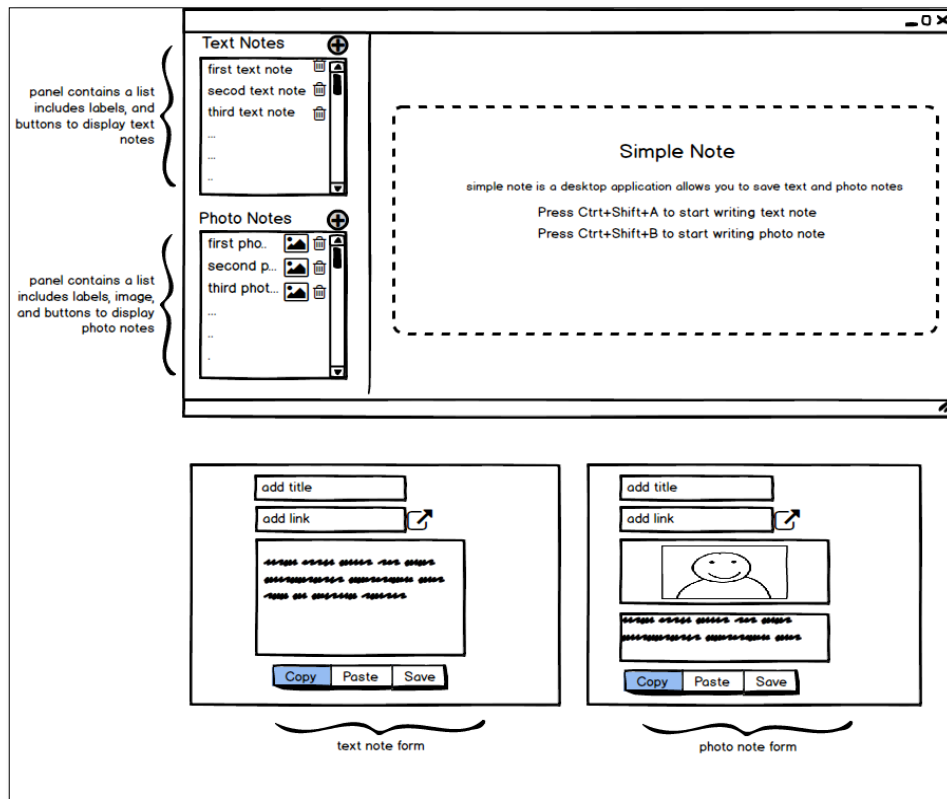 Text Notes
first text note
secod text note
third text note
...
...
..
panel contains a list
includes labels, and
buttons to display text
notes
Photo Notes
first pho..
second p...
third phot...
...
..
.
panel contains a list
includes labels, image,
and buttons to display
photo notes
Simple Note
simple note is a desktop application allows you to save text and photo notes
Press Ctrt+Shift+A to start writing text note
Press Ctrt+Shift+B to start writing photo note
add title
add link
Copy Paste Save
text note form
add title
add link
Copy Paste Save
photo note form